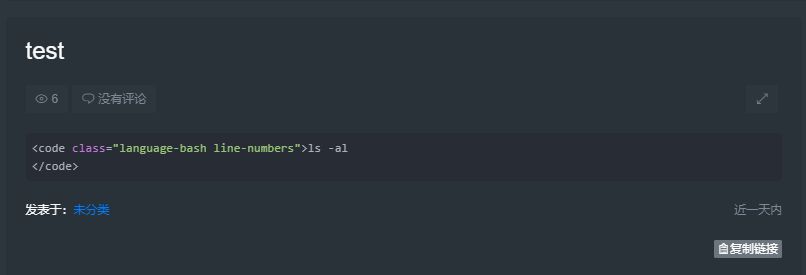 test
6 没有评论
<code class="language-bash line-numbers">ls -al
</code>
发表于：未分类 近一天内
复制链接